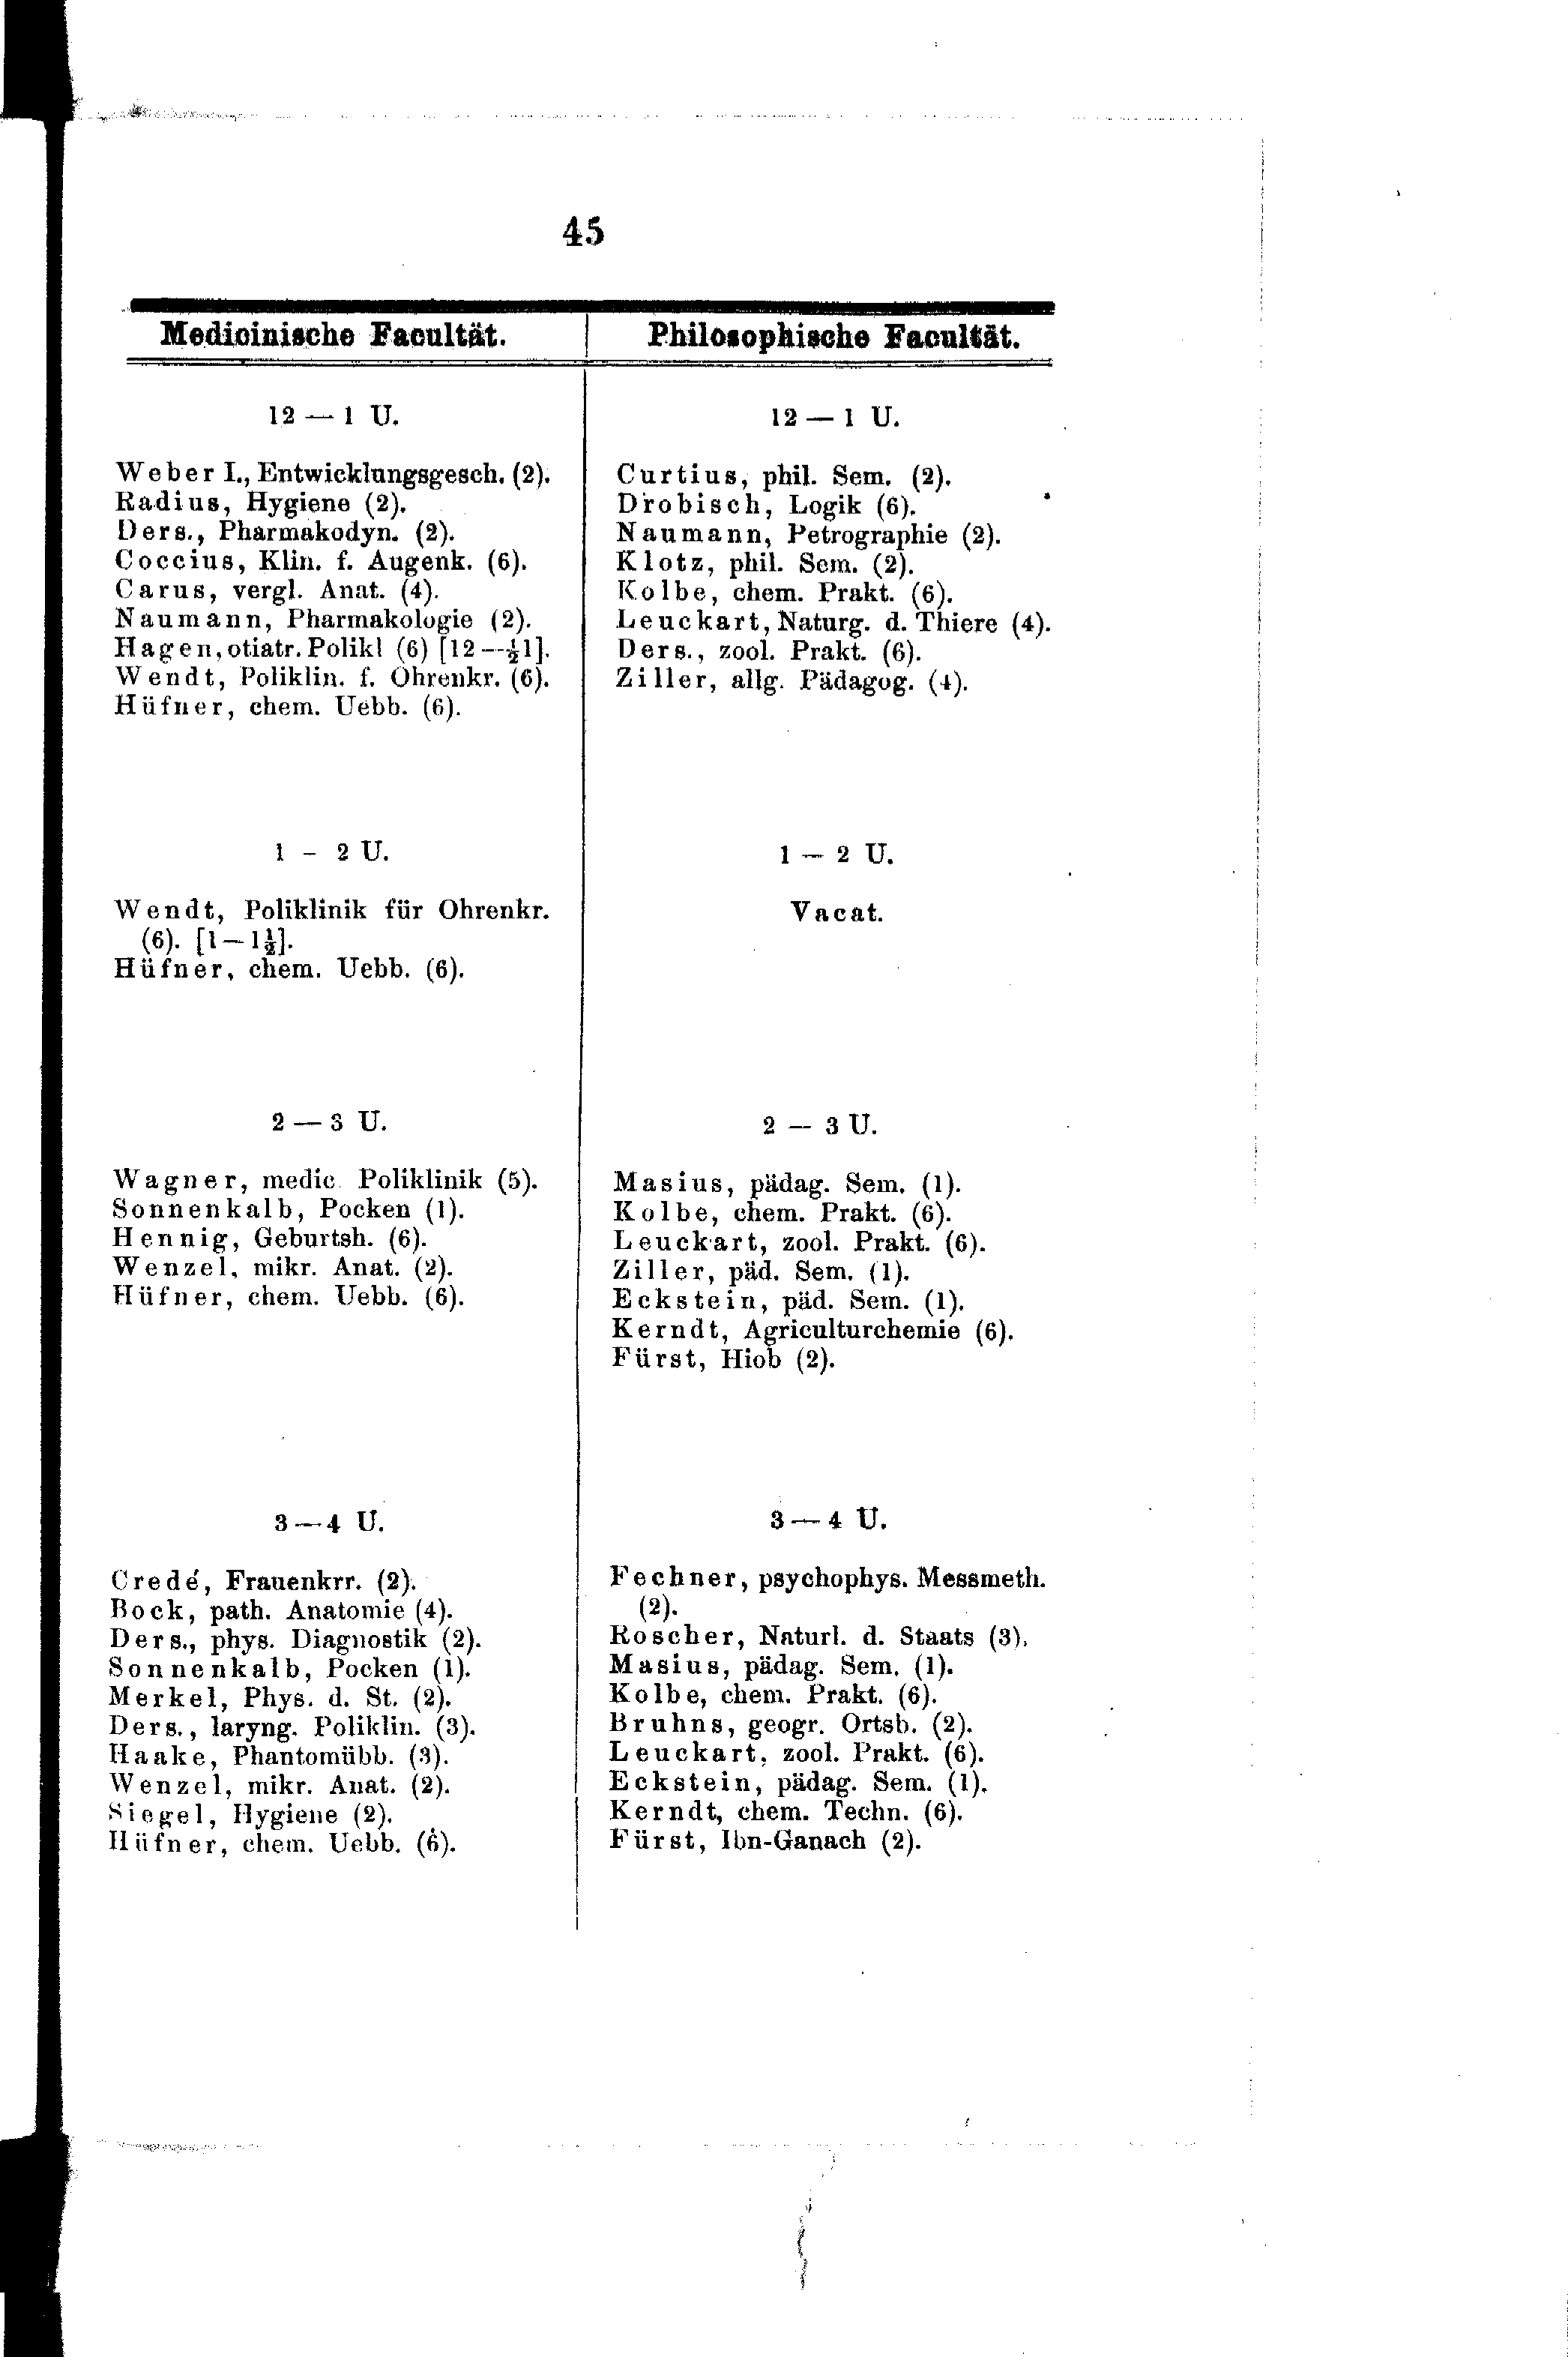 45
Medicinische Facultät.
12 — 1 U.
Weber I., Entwicklungsgesch. (2).
Radius, Hygiene (2).
Ders., Pharmakodyn. (2).
Coccius, Klin. f. Augenk. (6).
Carus, vergl. Anat. (4).
Naumann, Pharmakologie (2).
Hagen, otiatr. Polikl (6) [12--½1].
Wendt, Poliklin. f. Ohrenkr. (6).
Hüfner, chem. Uebb. (6).
1 - 2 U.
Wendt, Poliklinik für Ohrenkr.
(6). [1—1½].
Hüfner, chem. Uebb. (6).
2 — 3 U.
Wagner, medic. Poliklinik (5).
Sonnenkalb, Pocken (1).
Hennig, Geburtsh. (6).
Wenzel, mikr. Anat. (2).
Hüfner, chem. Uebb. (6).
3—4 U.
Credé, Frauenkrr. (2).
Bock, path. Anatomie (4).
Ders., phys. Diagnostik (2).
Sonnenkalb, Pocken (1).
Merkel, Phys. d. St. (2).
Ders., laryng. Poliklin. (3).
Haake, Phantomübb. (3).
Wenzel, mikr. Anat. (2).
Siegel, Hygiene (2).
Hüfner, chem. Uebb. (6).
Philosophische Facultät.
12 — 1 U.
Curtius, phil. Sem. (2).
Drobisch, Logik (6).
Naumann, Petrographie (2).
Klotz, phil. Sem. (2).
Kolbe, chem. Prakt. (6).
Leuckart, Naturg. d. Thiere (4).
Ders., zool. Prakt. (6).
Ziller, allg. Pädagog. (4).
1 — 2 U.
Vacat.
2 — 3 U.
Masius, pädag. Sem. (1).
Kolbe, chem. Prakt. (6).
Leuckart, zool. Prakt. (6).
Ziller, päd. Sem. (1).
Eckstein, päd. Sem. (1).
Kerndt, Agriculturchemie (6).
Fürst, Hiob (2).
3 — 4 U.
Fechner, psychophys. Messmeth.
(2).
Roscher, Naturl. d. Staats (3).
Masius, pädag. Sem. (1).
Kolbe, chem. Prakt. (6).
Bruhns, geogr. Ortsb. (2).
Leuckart, zool. Prakt. (6).
Eckstein, pädag. Sem. (1).
Kerndt, chem. Techn. (6).
Fürst, Ibn-Ganach (2).